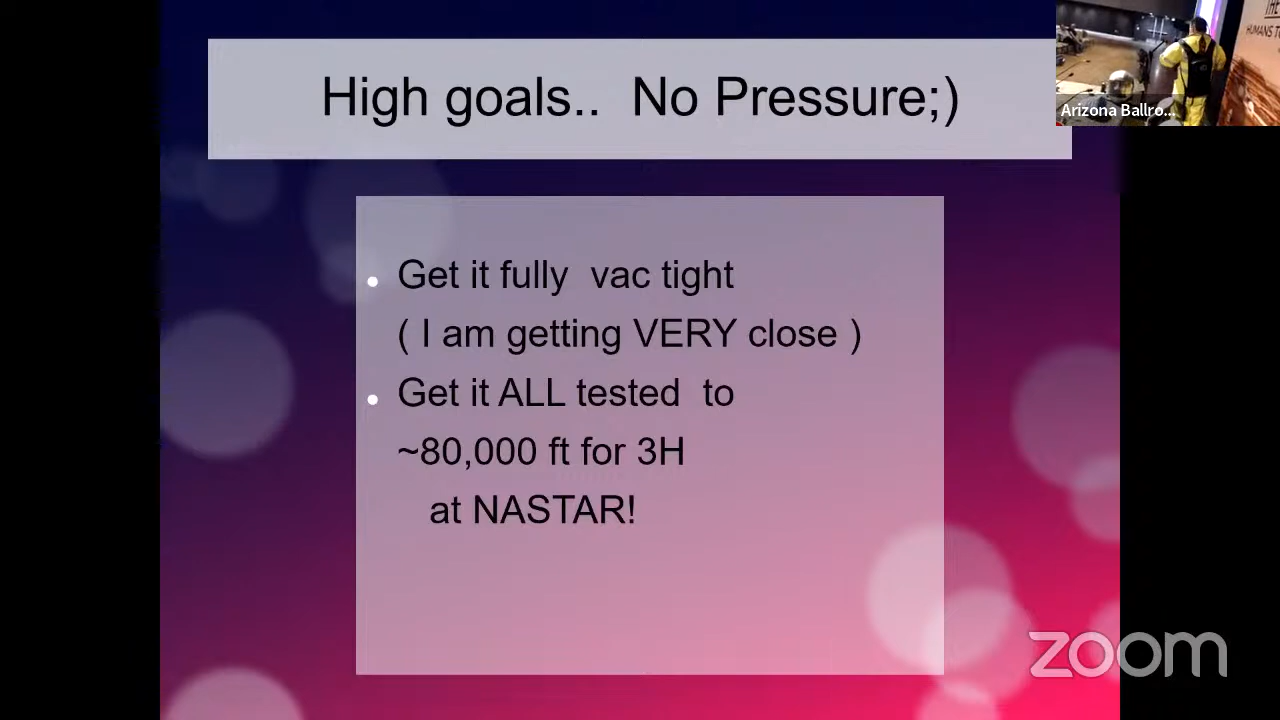 High goals.. No Pressure;)
Get it fully vac tight
( I am getting VERY close )
Get it ALL tested to
~80,000 ft for 3H
at NASTAR!
Arizona Ballro...
HUMANS
zoom